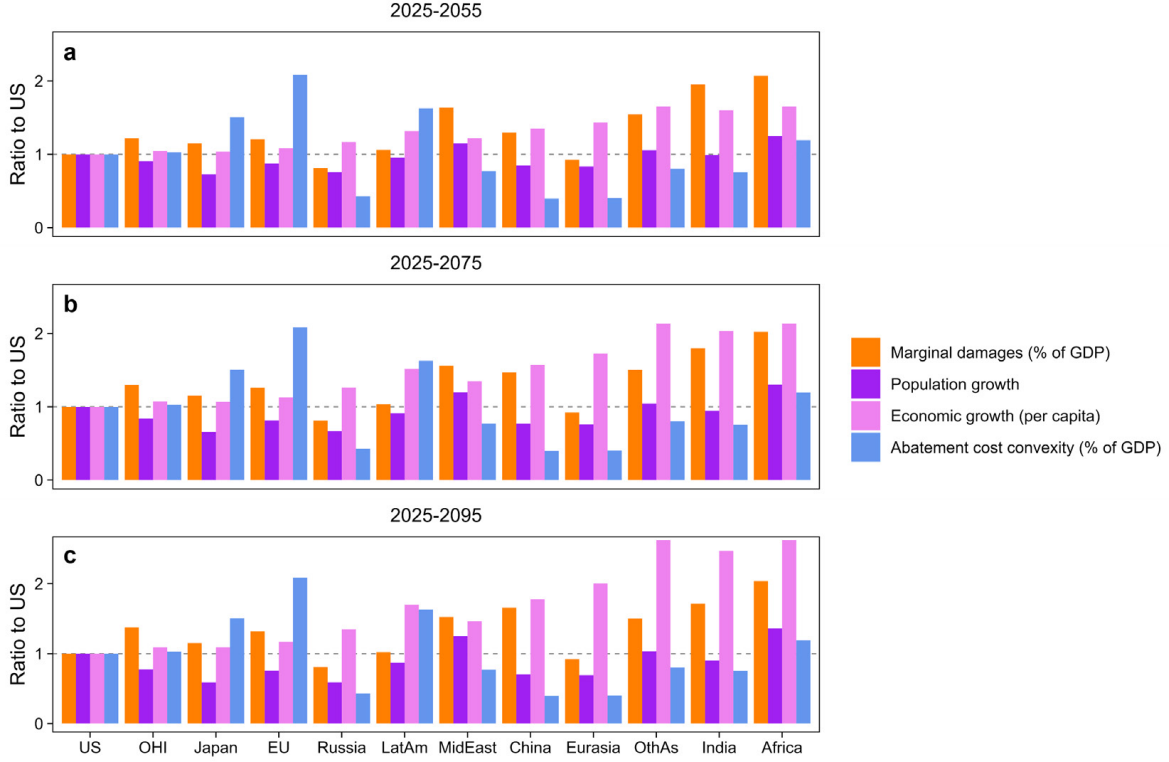 2025-2055
a
Ratio to US
2
1
0
2025-2075
b
Ratio to US
2
1
0
Marginal damages (% of GDP)
Population growth
Economic growth (per capita)
Abatement cost convexity (% of GDP)
2025-2095
c
Ratio to US
2
1
0
US OHI Japan EU Russia LatAm MidEast China Eurasia OthAs India Africa